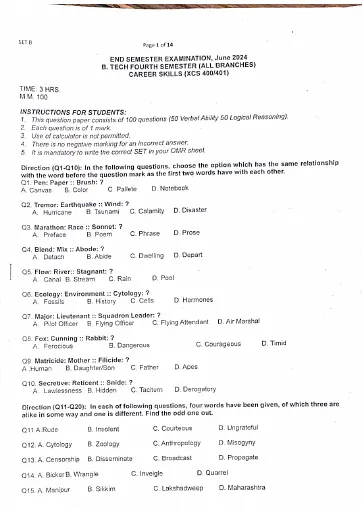 SET B
Page 1 of 14
END SEMESTER EXAMINATION, June 2024
B. TECH FOURTH SEMESTER (ALL BRANCHES)
CAREER SKILLS (XCS 400/401)
TIME: 3 HRS.
M.M. 100
INSTRUCTIONS FOR STUDENTS:
1. This question paper consists of 100 questions (50 Verbal Ability 50 Logical Reasoning).
2. Each question is of 1 mark.
3. Use of calculator is not permitted.
4. There is no negative marking for an incorrect answer.
5. It is mandatory to write the correct SET in your OMR sheet.
Direction (Q1-Q10): In the following questions, choose the option which has the same relationship
with the word before the question mark as the first two words have with each other.
Q1. Pen: Paper :: Brush: ?
A. Canvas B. Color C. Pallete D. Notebook
Q2. Tremor: Earthquake :: Wind: ?
A. Hurricane B. Tsunami C. Calamity D. Disaster
Q3. Marathon: Race :: Sonnet: ?
A. Preface B. Poem C. Phrase D. Prose
Q4. Blend: Mix :: Abode: ?
A. Detach B. Abide C. Dwelling D. Depart
Q5. Flow: River:: Stagnant: ?
A. Canal B. Stream C. Rain D. Pool
Q6. Ecology: Environment :: Cytology: ?
A. Fossils B. History C. Cells D. Hormones
Q7. Major: Lieutenant :: Squadron Leader: ?
A. Pilot Officer B. Flying Officer C. Flying Attendant D. Air Marshal
Q8. Fox: Cunning :: Rabbit: ?
A. Ferocious B. Dangerous C. Courageous D. Timid
Q9. Matricide: Mother :: Filicide: ?
A .Human B. Daughter/Son C. Father D. Apes
Q10. Secretive: Reticent :: Snide: ?
A. Lawlessness B. Hidden C. Taciturn D. Derogatory
Direction (Q11-Q20): In each of following questions, four words have been given, of which three are
alike in some way and one is different. Find the odd one out.
Q11 A.Rude B. Insolent C. Courteous D. Ungrateful
Q12. A. Cytology B. Zoology C. Anthropology D. Misogyny
Q13. A. Censorship B. Disseminate C. Broadcast D. Propagate
Q14. A. Bicker B. Wrangle C. Inveigle D. Quarrel
Q15. A. Manipur B. Sikkim C. Lakshadweep D. Maharashtra